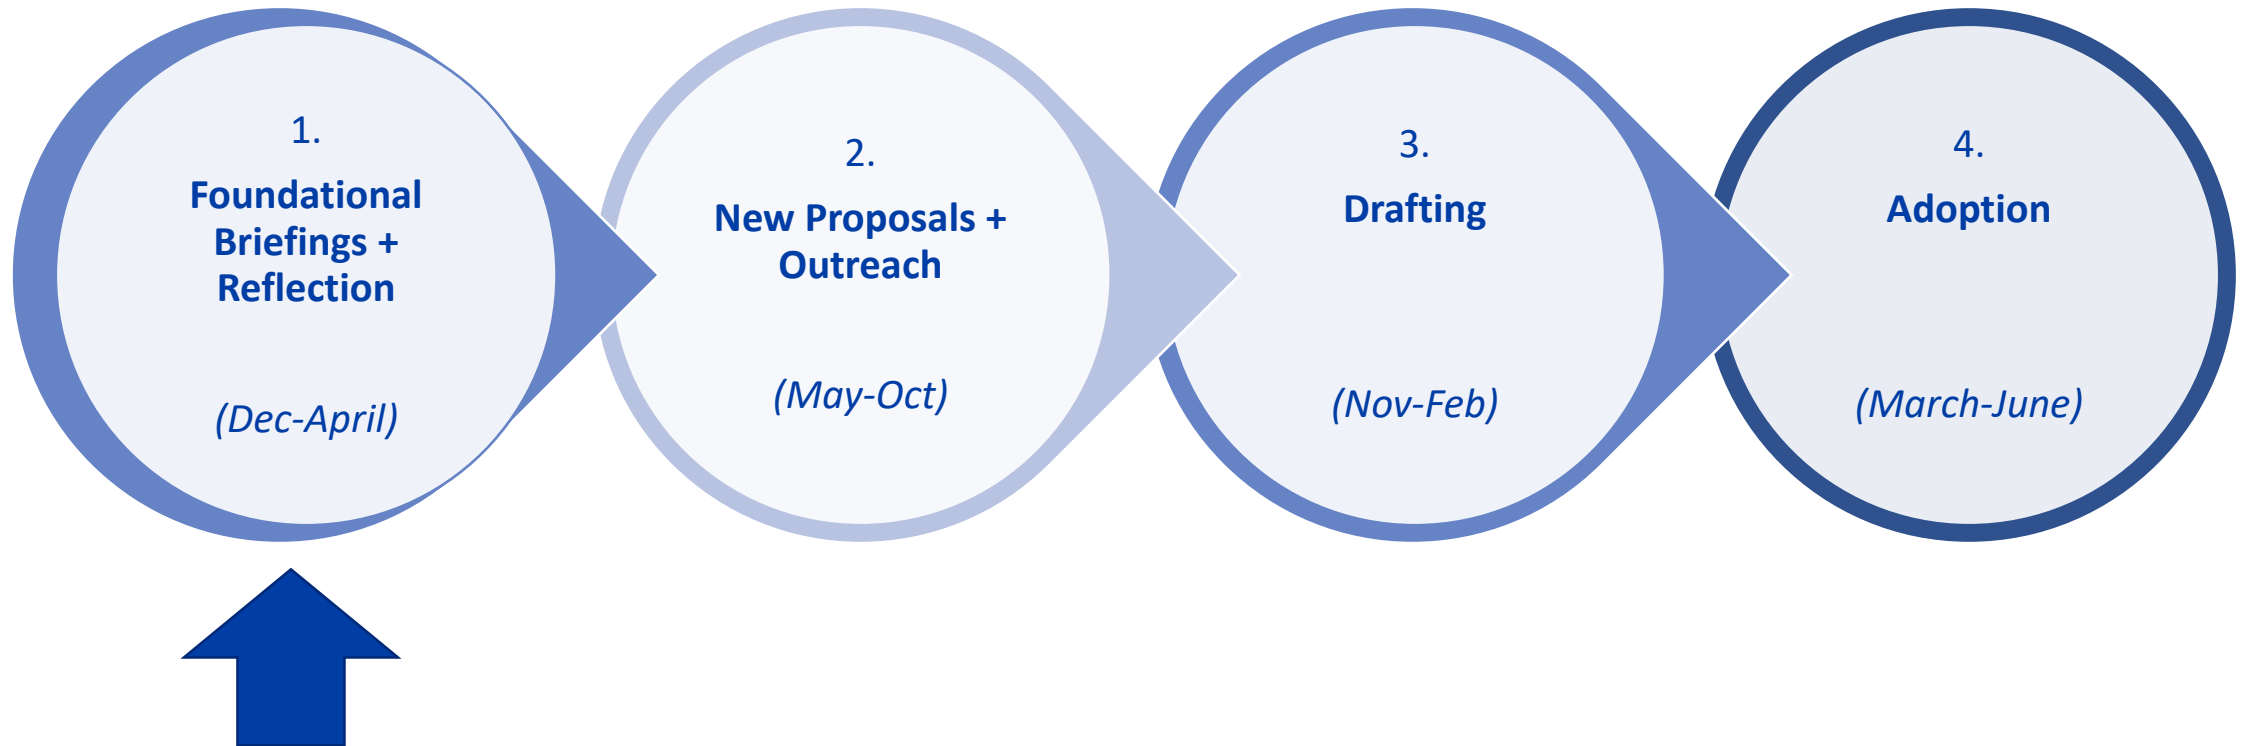 1.
Foundational
Briefings +
Reflection
(Dec-April)
2.
New Proposals +
Outreach
(May-Oct)
3.
Drafting
(Nov-Feb)
4.
Adoption
(March-June)